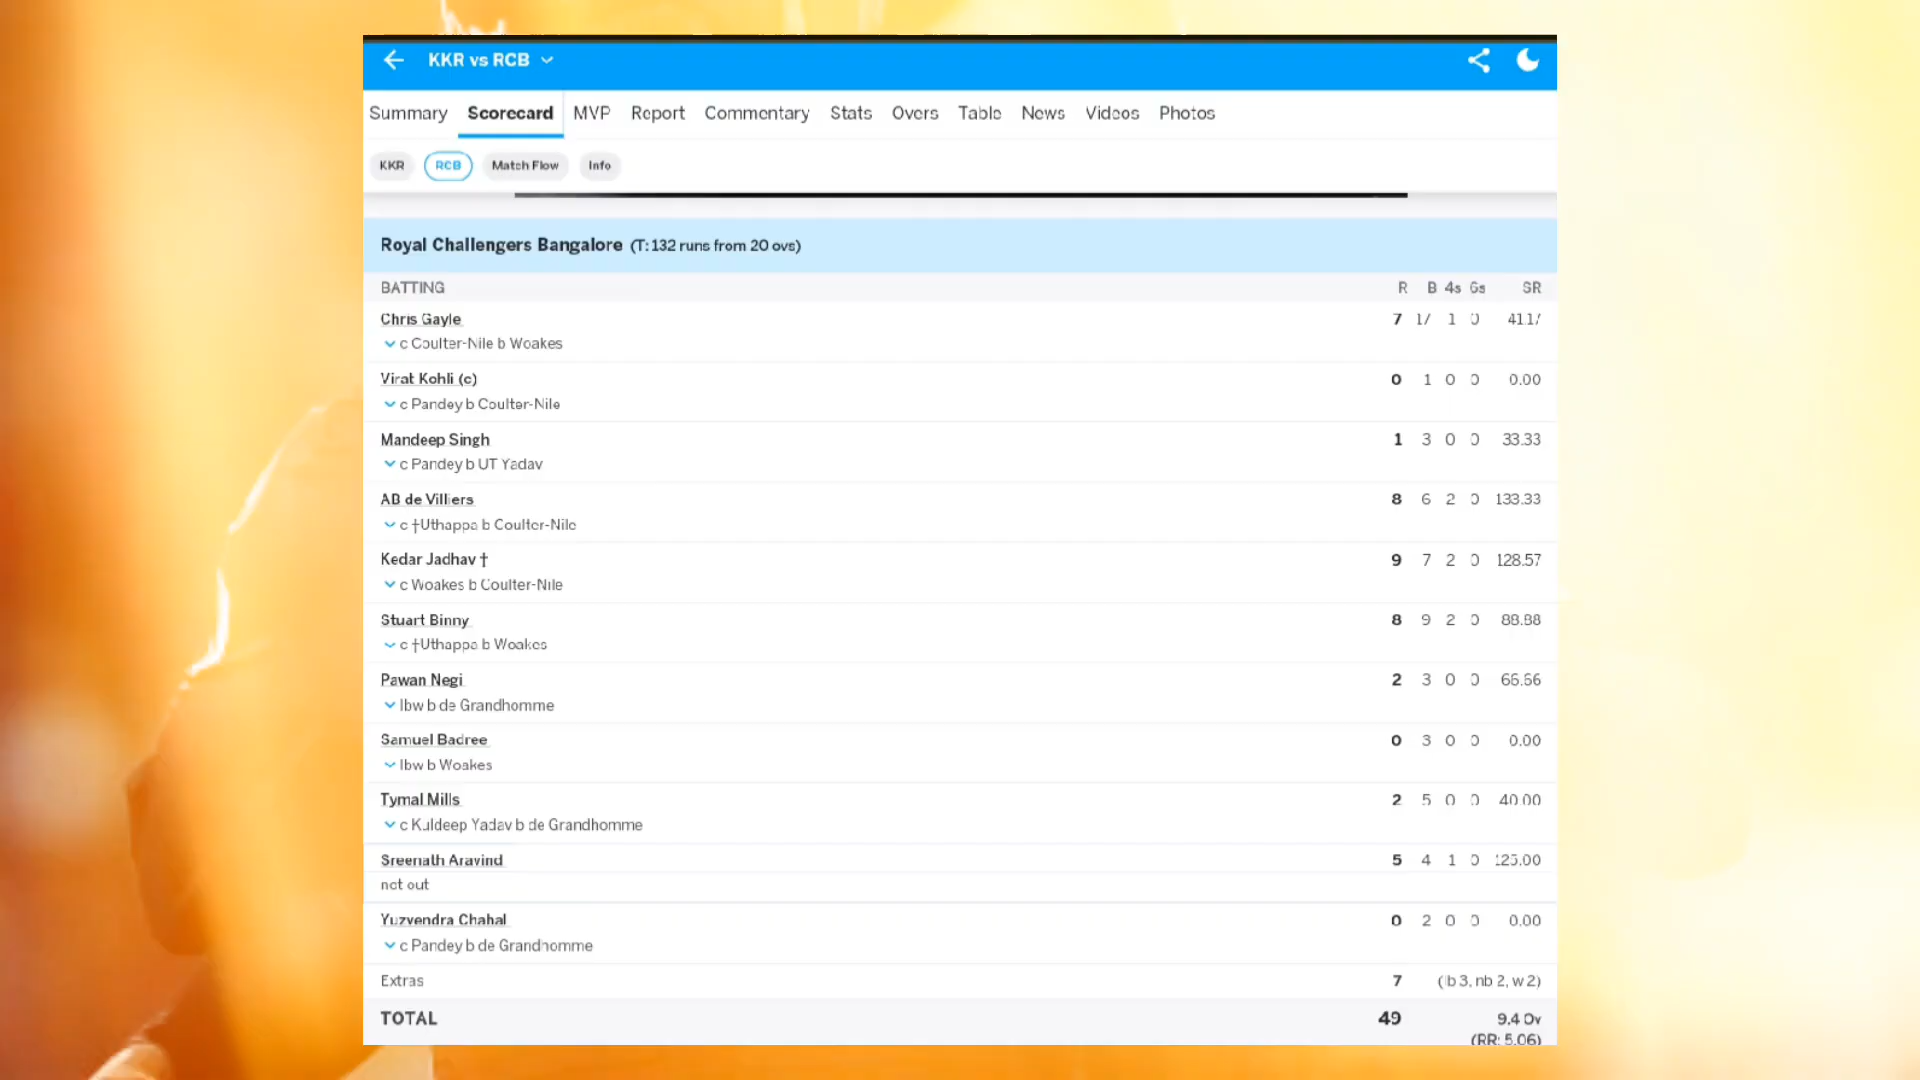 KKR vs RCB
Summary Scorecard MVP Report Commentary Stats Overs Table News Videos Photos
KKR RCB Match Flow Info
Royal Challengers Bangalore (T: 132 runs from 20 ovs)
BATTING R B 4s 6s SR
Chris Gayle 7 17 1 0 41.17
c Coulter-Nile b Woakes
Virat Kohli (c) 0 1 0 0 0.00
c Pandey b Coulter-Nile
Mandeep Singh 1 3 0 0 33.33
c Pandey b UT Yadav
AB de Villiers 8 6 2 0 133.33
c †Uthappa b Coulter-Nile
Kedar Jadhav † 9 7 2 0 128.57
c Woakes b Coulter-Nile
Stuart Binny 8 9 2 0 88.88
c †Uthappa b Woakes
Pawan Negi 2 3 0 0 66.66
lbw b de Grandhomme
Samuel Badree 0 3 0 0 0.00
lbw b Woakes
Tymal Mills 2 5 0 0 40.00
c Kuldeep Yadav b de Grandhomme
Sreenath Aravind 5 4 1 0 125.00
not out
Yuzvendra Chahal 0 2 0 0 0.00
c Pandey b de Grandhomme
Extras 7 (lb 3, nb 2, w 2)
TOTAL 49 9.4 Ov
(RR: 5.06)